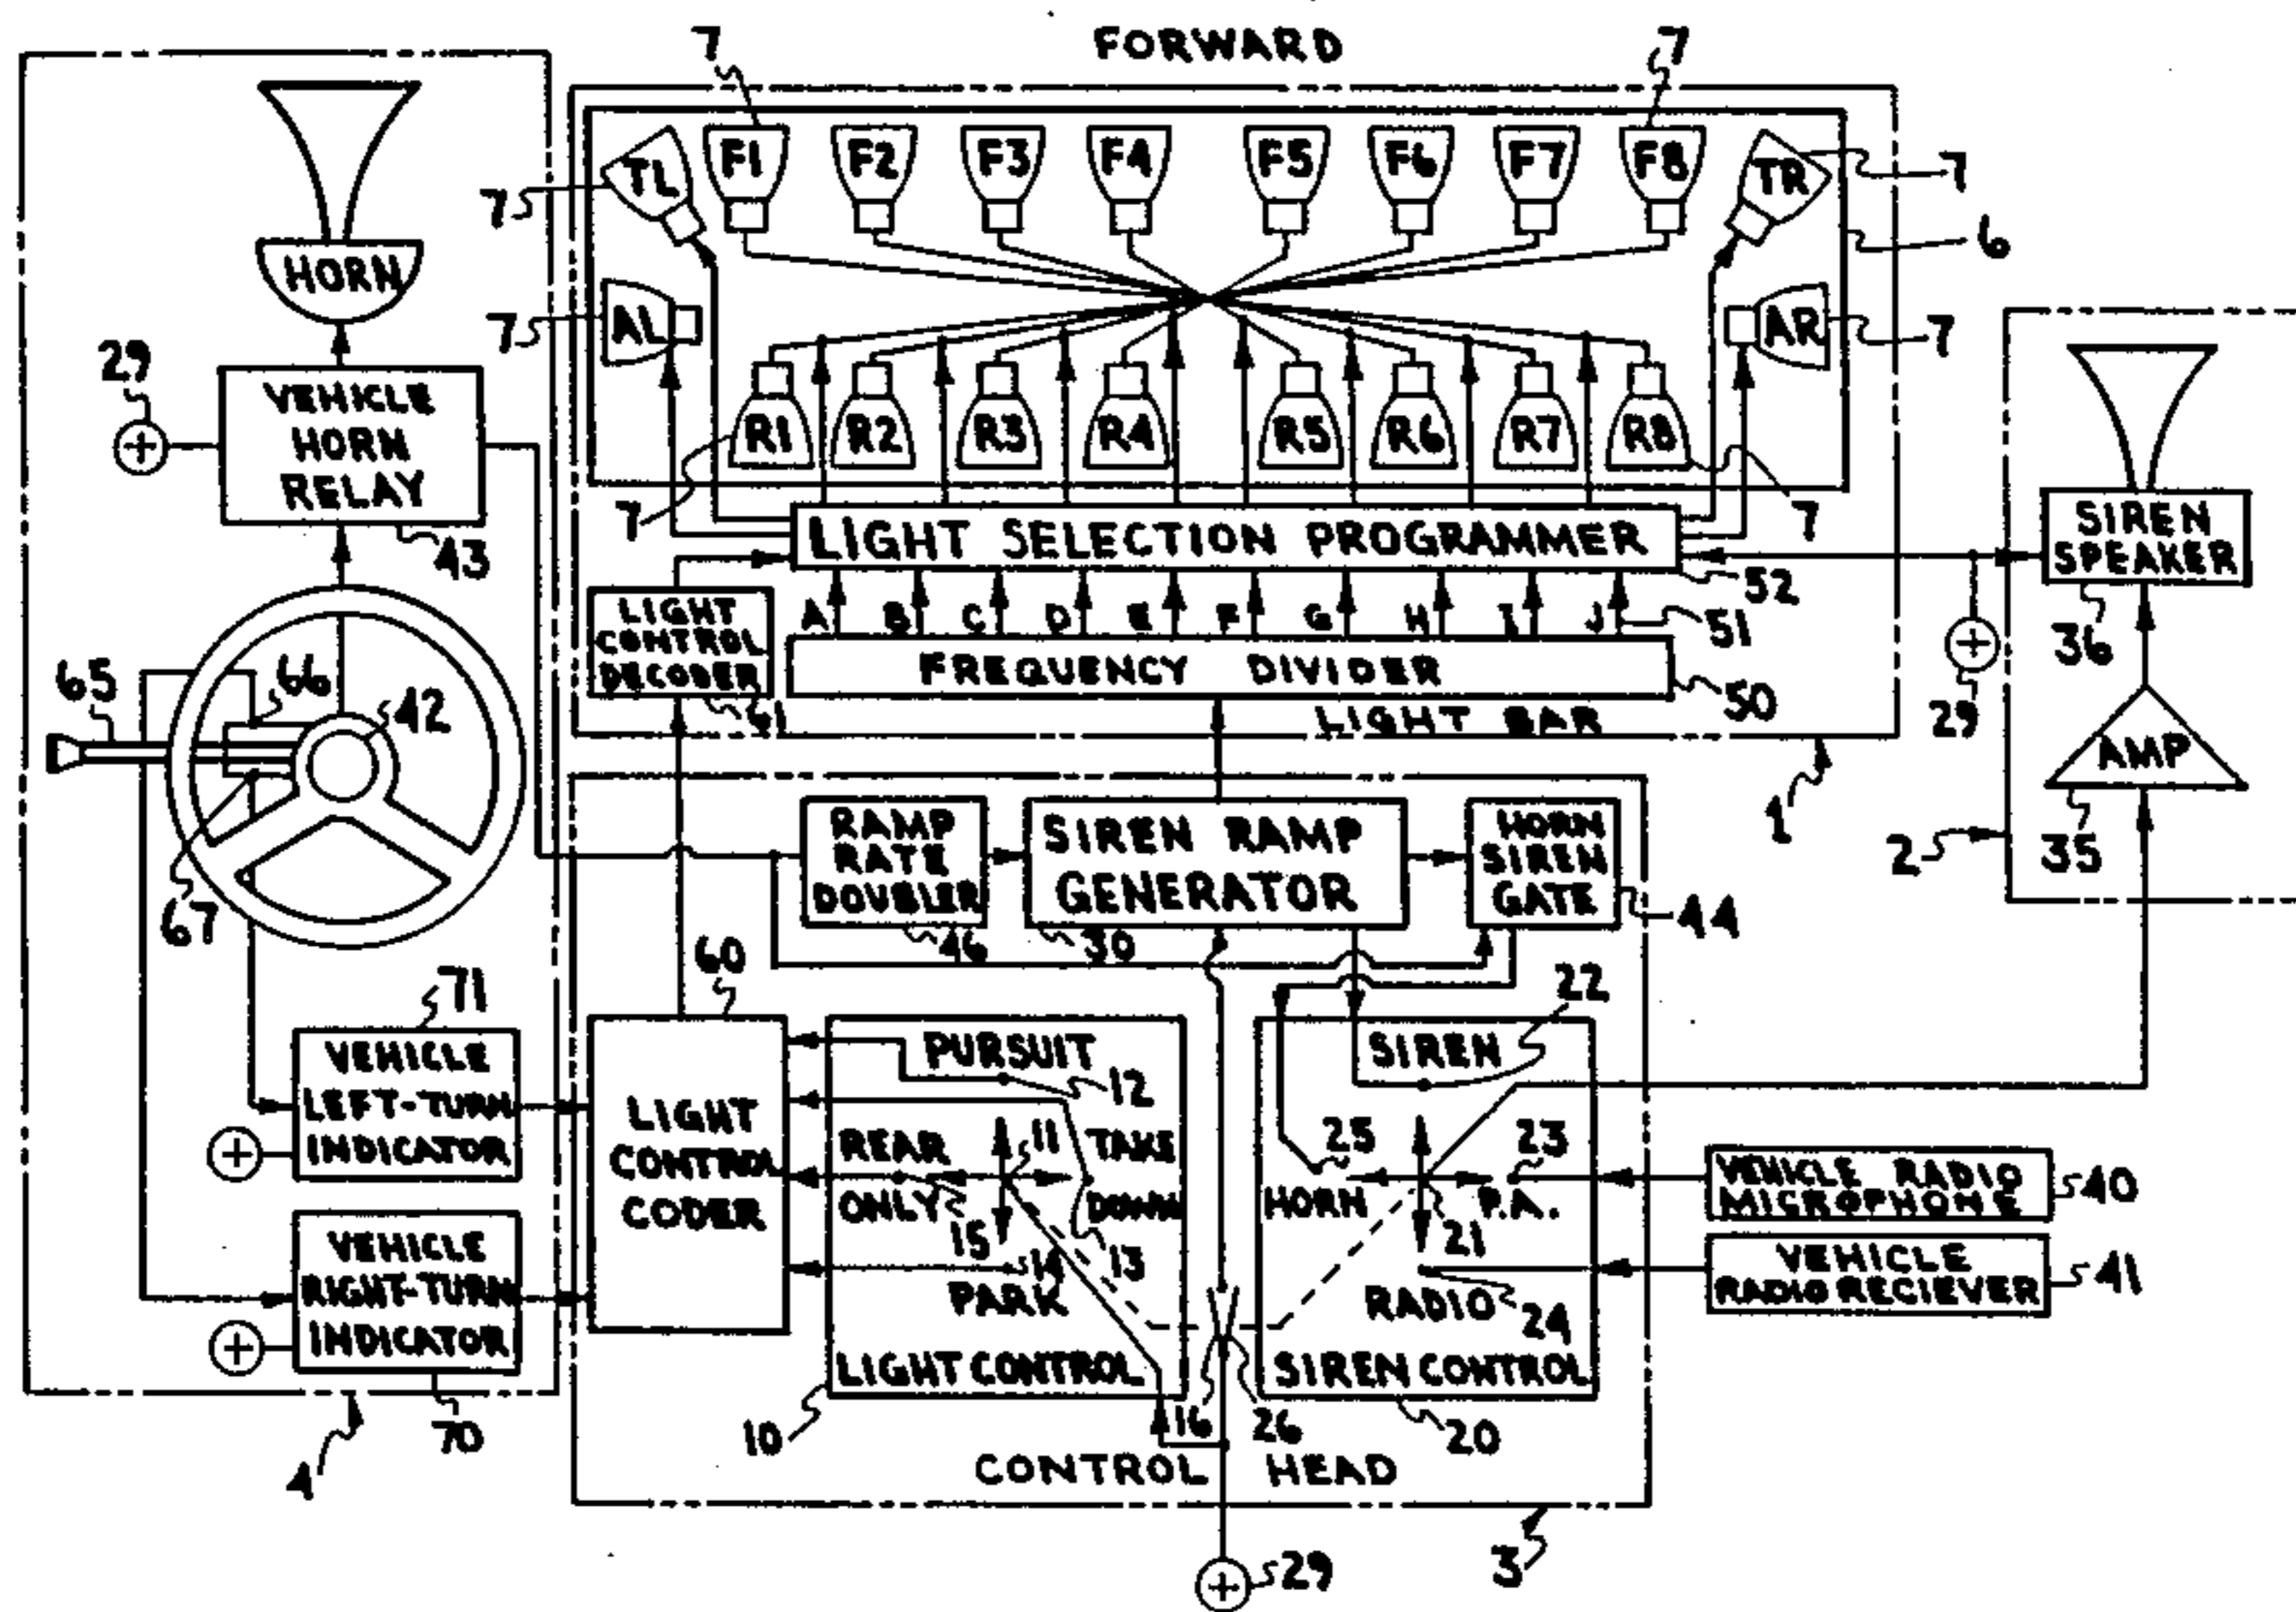 FORWARD
7
7
F1 F2 F3 F4 F5 F6 F7 F8
TL
TR
7
7
6
HORN
AL
AR
7
7
29
VEHICLE
HORN
RELAY
43
R1 R2 R3 R4 R5 R6 R7 R8
7
7
LIGHT SELECTION PROGRAMMER
52
SIREN
SPEAKER
36
29
LIGHT
CONTROL
DECODER
61
A B C D E F G H I J
51
FREQUENCY DIVIDER
50
LIGHT BAR
1
AMP
35
2
65
66
42
67
RAMP
RATE
DOUBLER
46
SIREN RAMP
GENERATOR
30
HORN
SIREN
GATE
44
60
71
VEHICLE
LEFT-TURN
INDICATOR
VEHICLE
RIGHT-TURN
INDICATOR
70
4
LIGHT
CONTROL
CODER
PURSUIT
12
REAR
ONLY
11
TAKE
DOWN
15
13
14
PARK
LIGHT CONTROL
10
16
26
22
SIREN
25
23
HORN
P.A.
21
RADIO
24
SIREN CONTROL
20
VEHICLE RADIO
MICROPHONE
40
VEHICLE
RADIO RECIEVER
41
CONTROL HEAD
3
29